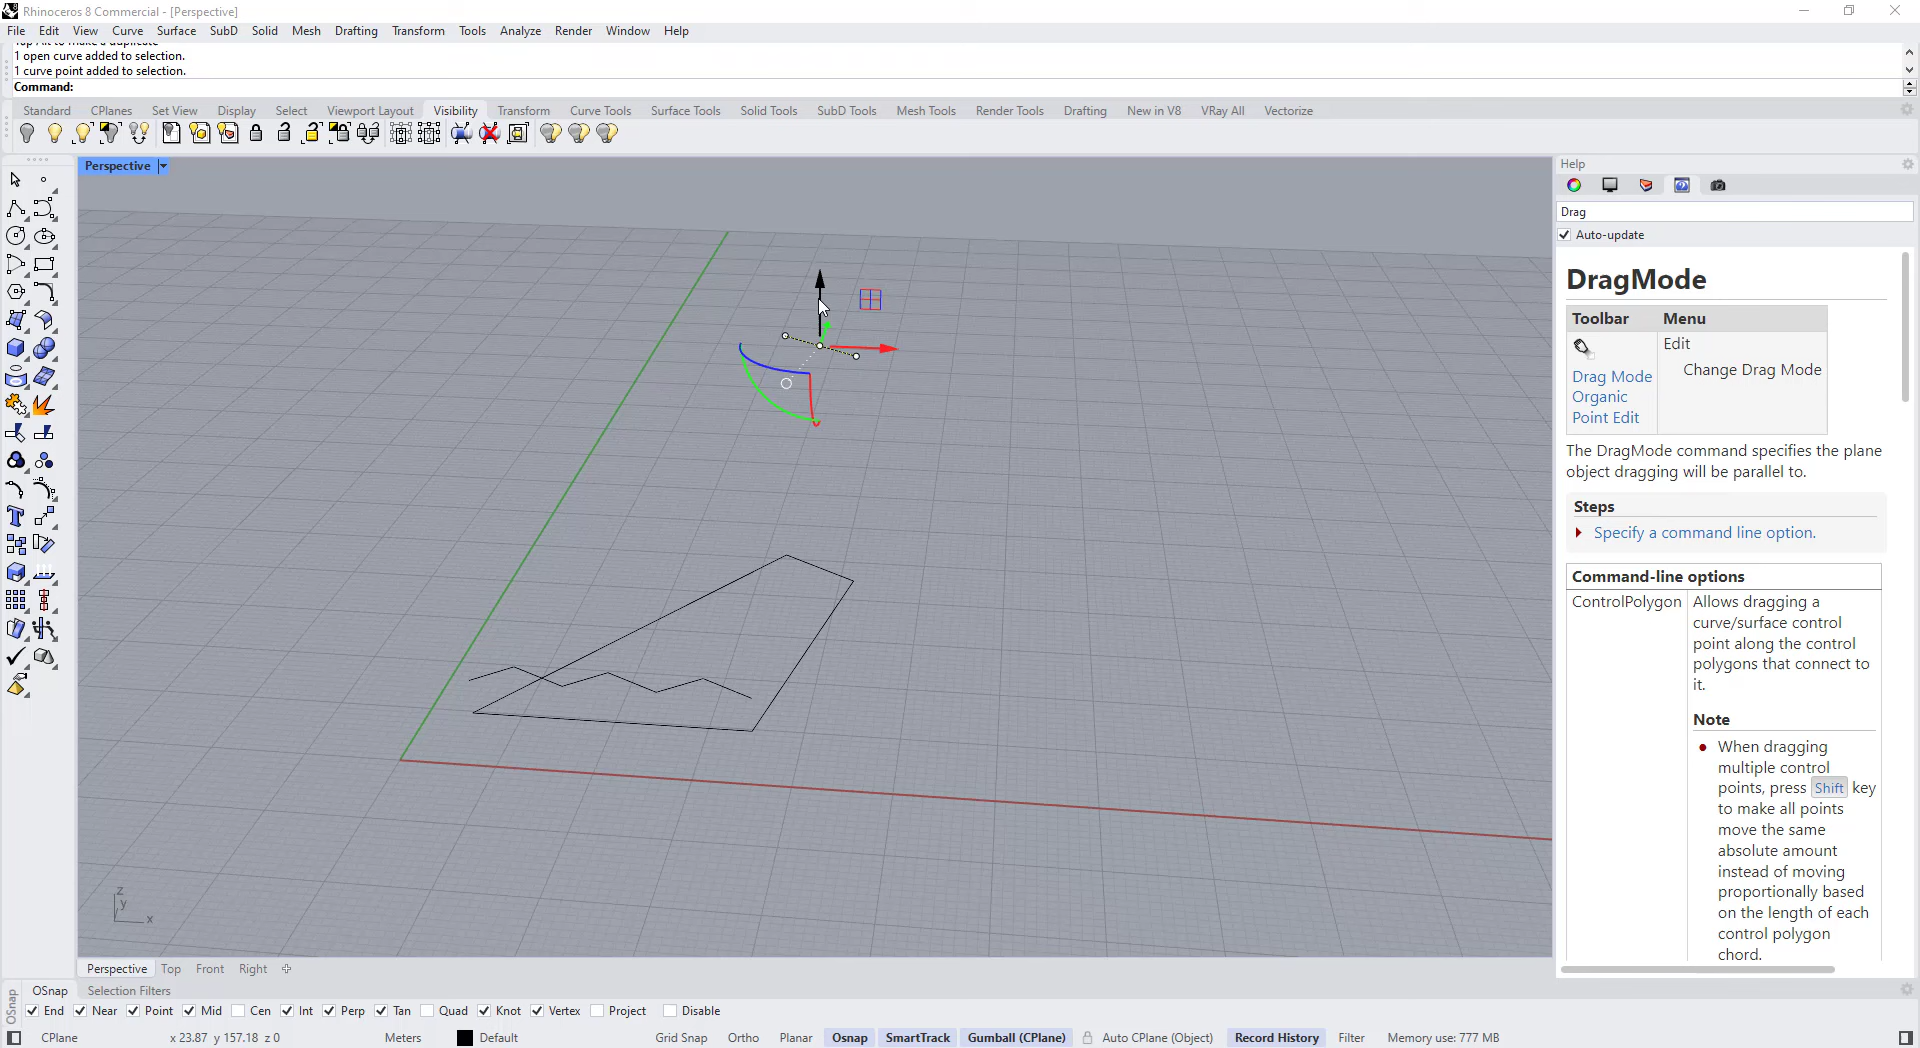 Rhinoceros 8 Commercial - [Perspective]
File Edit View Curve Surface SubD Solid Mesh Drafting Transform Tools Analyze Render Window Help
1 open curve added to selection.
1 curve point added to selection.
Command:
Standard CPlanes Set View Display Select Viewport Layout Visibility Transform Curve Tools Surface Tools Solid Tools SubD Tools Mesh Tools Render Tools Drafting New in V8 VRay All Vectorize
Perspective
Help
Drag
Auto-update
DragMode
Toolbar Menu
Edit
Change Drag Mode
Drag Mode
Organic
Point Edit
The DragMode command specifies the plane
object dragging will be parallel to.
Steps
Specify a command line option.
Command-line options
ControlPolygon Allows dragging a
curve/surface control
point along the control
polygons that connect to
it.
Note
When dragging
multiple control
points, press Shift key
to make all points
move the same
absolute amount
instead of moving
proportionally based
on the length of each
control polygon
chord.
z
y
x
Perspective Top Front Right
OSnap Selection Filters
OSnap
End Near Point Mid Cen Int Perp Tan Quad Knot Vertex Project Disable
CPlane x 23.87 y 157.18 z 0 Meters Default Grid Snap Ortho Planar Osnap SmartTrack Gumball (CPlane) Auto CPlane (Object) Record History Filter Memory use: 777 MB